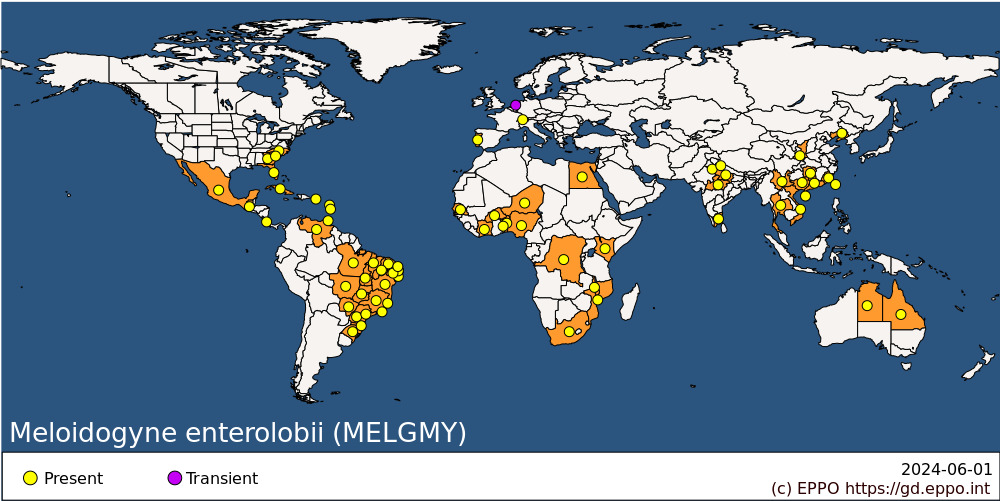 Meloidogyne enterolobii (MELGMY)
Present
Transient
2024-06-01
(c) EPPO https://gd.eppo.int